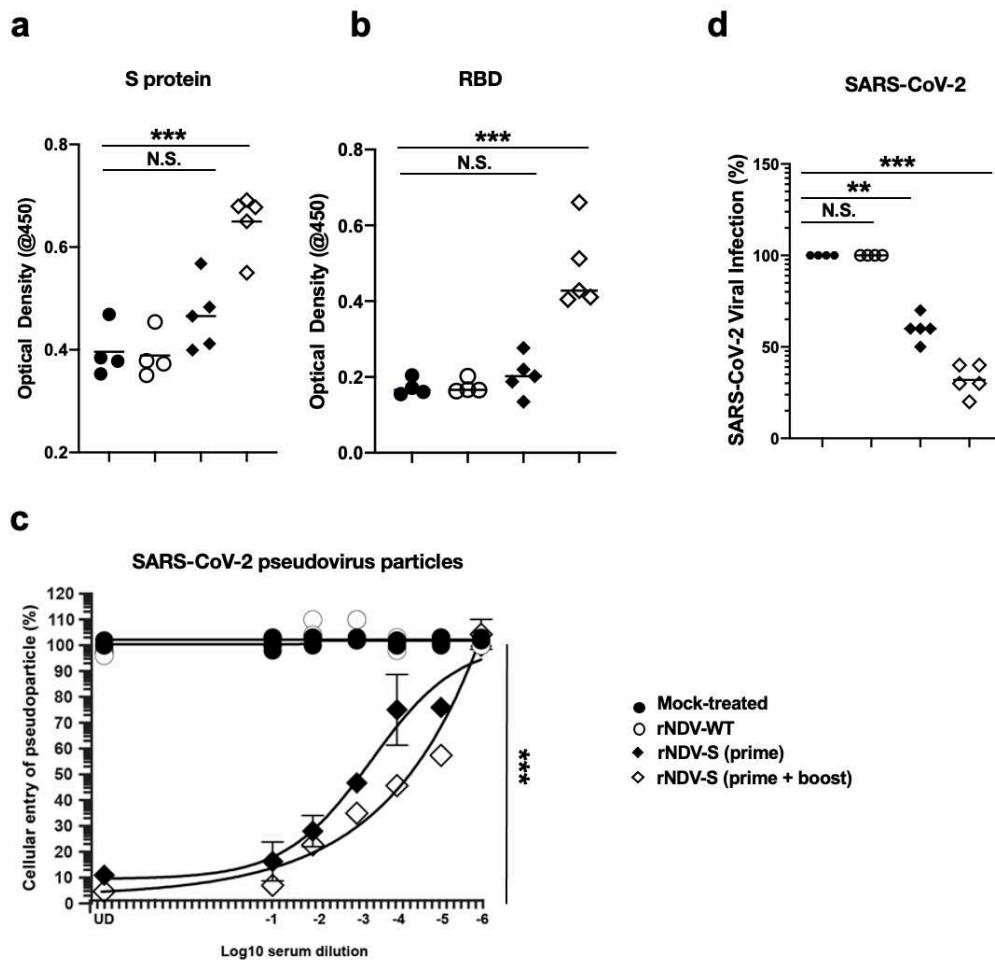 a
S protein
***
N.S.
Optical Density (@450)
0.8
0.6
0.4
0.2
b
RBD
***
N.S.
Optical Density (@450)
0.8
0.6
0.4
0.2
0.0
d
SARS-CoV-2
***
**
N.S.
SARS-CoV-2 Viral Infection (%)
150
100
50
0
c
SARS-CoV-2 pseudovirus particles
Cellular entry of pseudoparticle (%)
120
110
100
90
80
70
60
50
40
30
20
10
0
UD -1 -2 -3 -4 -5 -6
Log10 serum dilution
***
Mock-treated
rNDV-WT
rNDV-S (prime)
rNDV-S (prime + boost)